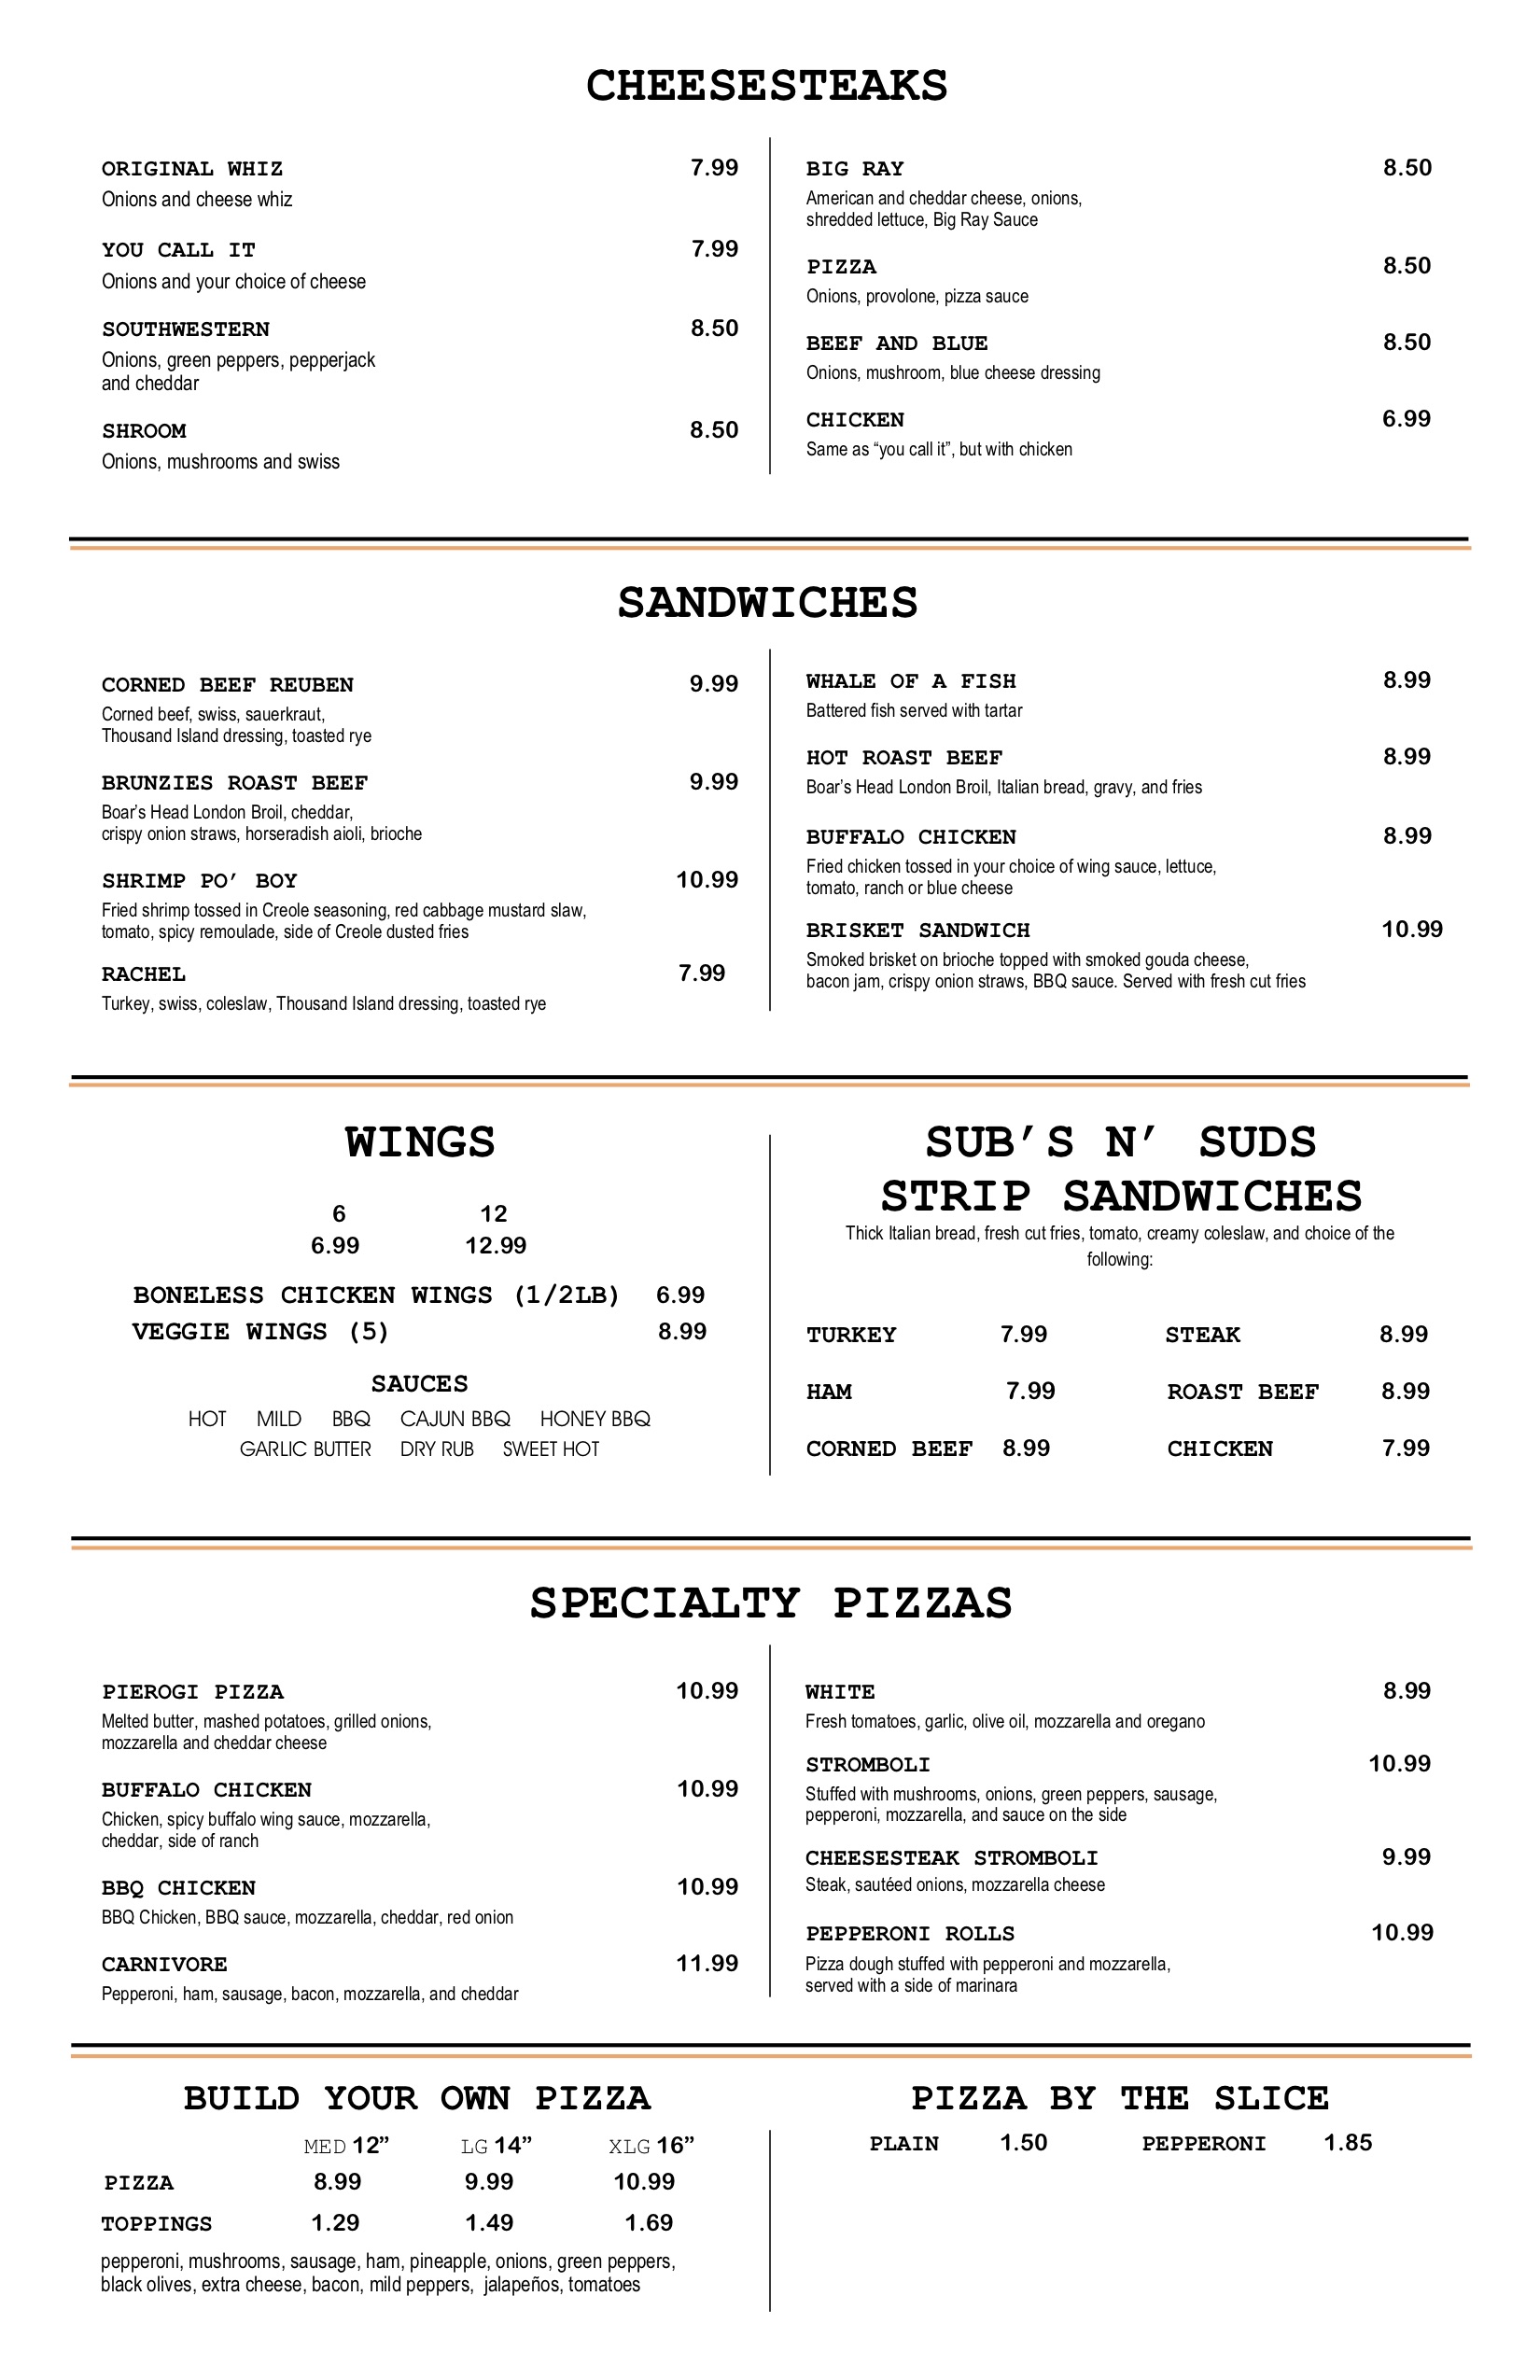 CHEESESTEAKS
ORIGINAL WHIZ 7.99
Onions and cheese whiz
YOU CALL IT 7.99
Onions and your choice of cheese
SOUTHWESTERN 8.50
Onions, green peppers, pepperjack
and cheddar
SHROOM 8.50
Onions, mushrooms and swiss
BIG RAY 8.50
American and cheddar cheese, onions,
shredded lettuce, Big Ray Sauce
PIZZA 8.50
Onions, provolone, pizza sauce
BEEF AND BLUE 8.50
Onions, mushroom, blue cheese dressing
CHICKEN 6.99
Same as “you call it”, but with chicken
SANDWICHES
CORNED BEEF REUBEN 9.99
Corned beef, swiss, sauerkraut,
Thousand Island dressing, toasted rye
BRUNZIES ROAST BEEF 9.99
Boar’s Head London Broil, cheddar,
crispy onion straws, horseradish aioli, brioche
SHRIMP PO’ BOY 10.99
Fried shrimp tossed in Creole seasoning, red cabbage mustard slaw,
tomato, spicy remoulade, side of Creole dusted fries
RACHEL 7.99
Turkey, swiss, coleslaw, Thousand Island dressing, toasted rye
WHALE OF A FISH 8.99
Battered fish served with tartar
HOT ROAST BEEF 8.99
Boar’s Head London Broil, Italian bread, gravy, and fries
BUFFALO CHICKEN 8.99
Fried chicken tossed in your choice of wing sauce, lettuce,
tomato, ranch or blue cheese
BRISKET SANDWICH 10.99
Smoked brisket on brioche topped with smoked gouda cheese,
bacon jam, crispy onion straws, BBQ sauce. Served with fresh cut fries
WINGS
6 12
6.99 12.99
BONELESS CHICKEN WINGS (1/2LB) 6.99
VEGGIE WINGS (5) 8.99
SAUCES
HOT MILD BBQ CAJUN BBQ HONEY BBQ
GARLIC BUTTER DRY RUB SWEET HOT
SUB’S N’ SUDS
STRIP SANDWICHES
Thick Italian bread, fresh cut fries, tomato, creamy coleslaw, and choice of the
following:
TURKEY 7.99 STEAK 8.99
HAM 7.99 ROAST BEEF 8.99
CORNED BEEF 8.99 CHICKEN 7.99
SPECIALTY PIZZAS
PIEROGI PIZZA 10.99
Melted butter, mashed potatoes, grilled onions,
mozzarella and cheddar cheese
BUFFALO CHICKEN 10.99
Chicken, spicy buffalo wing sauce, mozzarella,
cheddar, side of ranch
BBQ CHICKEN 10.99
BBQ Chicken, BBQ sauce, mozzarella, cheddar, red onion
CARNIVORE 11.99
Pepperoni, ham, sausage, bacon, mozzarella, and cheddar
WHITE 8.99
Fresh tomatoes, garlic, olive oil, mozzarella and oregano
STROMBOLI 10.99
Stuffed with mushrooms, onions, green peppers, sausage,
pepperoni, mozzarella, and sauce on the side
CHEESESTEAK STROMBOLI 9.99
Steak, sautéed onions, mozzarella cheese
PEPPERONI ROLLS 10.99
Pizza dough stuffed with pepperoni and mozzarella,
served with a side of marinara
BUILD YOUR OWN PIZZA
MED 12” LG 14” XLG 16”
PIZZA 8.99 9.99 10.99
TOPPINGS 1.29 1.49 1.69
pepperoni, mushrooms, sausage, ham, pineapple, onions, green peppers,
black olives, extra cheese, bacon, mild peppers, jalapeños, tomatoes
PIZZA BY THE SLICE
PLAIN 1.50 PEPPERONI 1.85